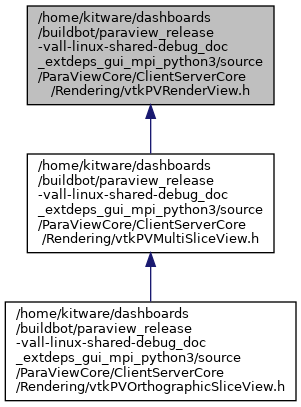 /home/kitware/dashboards
/buildbot/paraview_release
-vall-linux-shared-debug_doc
_extdeps_gui_mpi_python3/source
/ParaViewCore/ClientServerCore
/Rendering/vtkPVRenderView.h
/home/kitware/dashboards
/buildbot/paraview_release
-vall-linux-shared-debug_doc
_extdeps_gui_mpi_python3/source
/ParaViewCore/ClientServerCore
/Rendering/vtkPVMultiSliceView.h
/home/kitware/dashboards
/buildbot/paraview_release
-vall-linux-shared-debug_doc
_extdeps_gui_mpi_python3/source
/ParaViewCore/ClientServerCore
/Rendering/vtkPVOrthographicSliceView.h